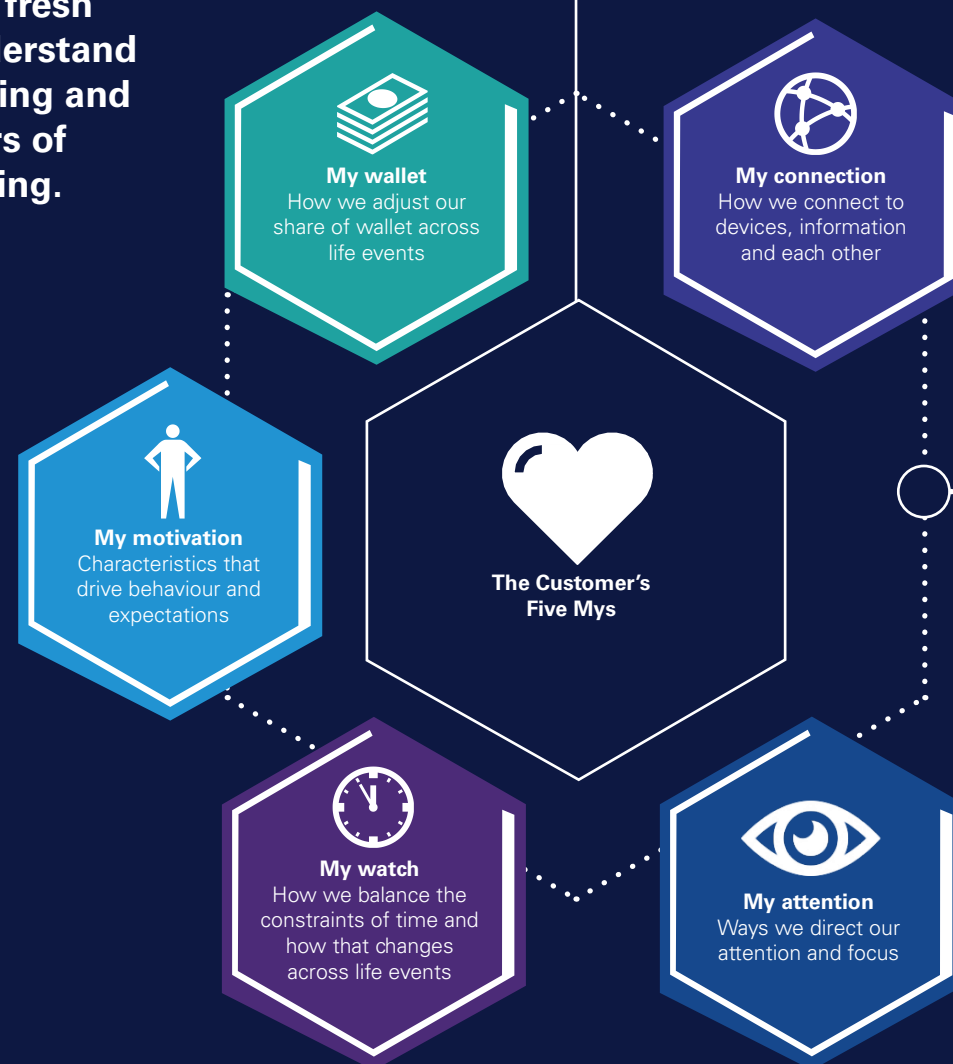 fresh
ing and
rs of
ing.
My wallet
How we adjust our
share of wallet across
life events
My connection
How we connect to
devices, information
and each other
My motivation
Characteristics that
drive behaviour and
expectations
The Customer’s
Five Mys
My watch
How we balance the
constraints of time and
how that changes
across life events
My attention
Ways we direct our
attention and focus